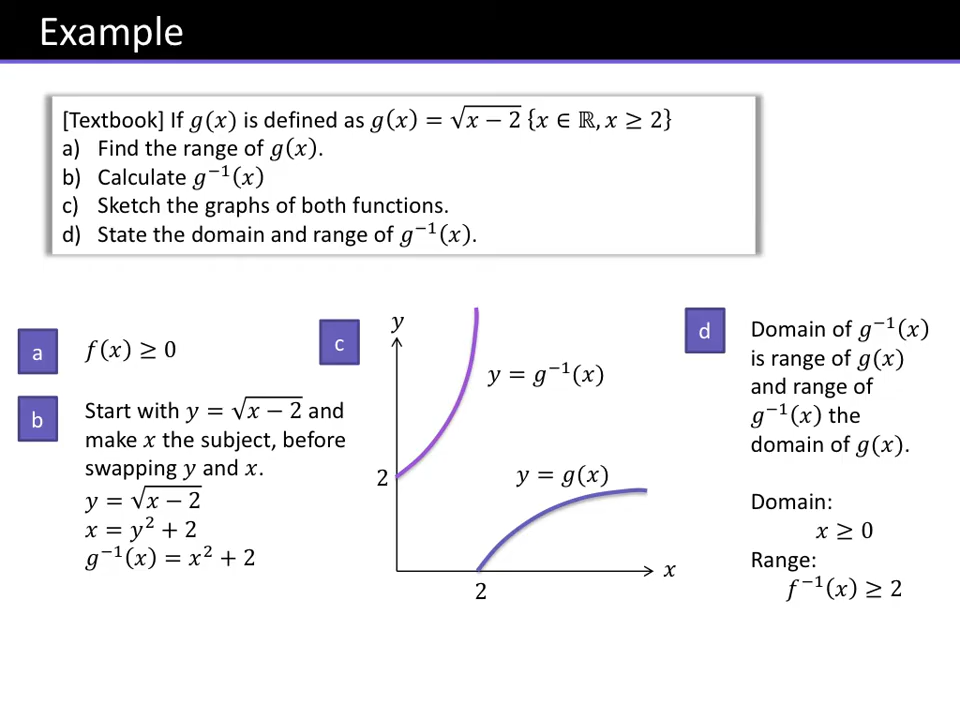 Example
[Textbook] If g(x) is defined as g(x) = √(x − 2) {x ∈ ℝ, x ≥ 2}
a) Find the range of g(x).
b) Calculate g⁻¹(x)
c) Sketch the graphs of both functions.
d) State the domain and range of g⁻¹(x).
a
f(x) ≥ 0
b
Start with y = √(x − 2) and
make x the subject, before
swapping y and x.
y = √(x − 2)
x = y² + 2
g⁻¹(x) = x² + 2
c
y
y = g⁻¹(x)
2
y = g(x)
x
2
d
Domain of g⁻¹(x)
is range of g(x)
and range of
g⁻¹(x) the
domain of g(x).
Domain:
x ≥ 0
Range:
f⁻¹(x) ≥ 2